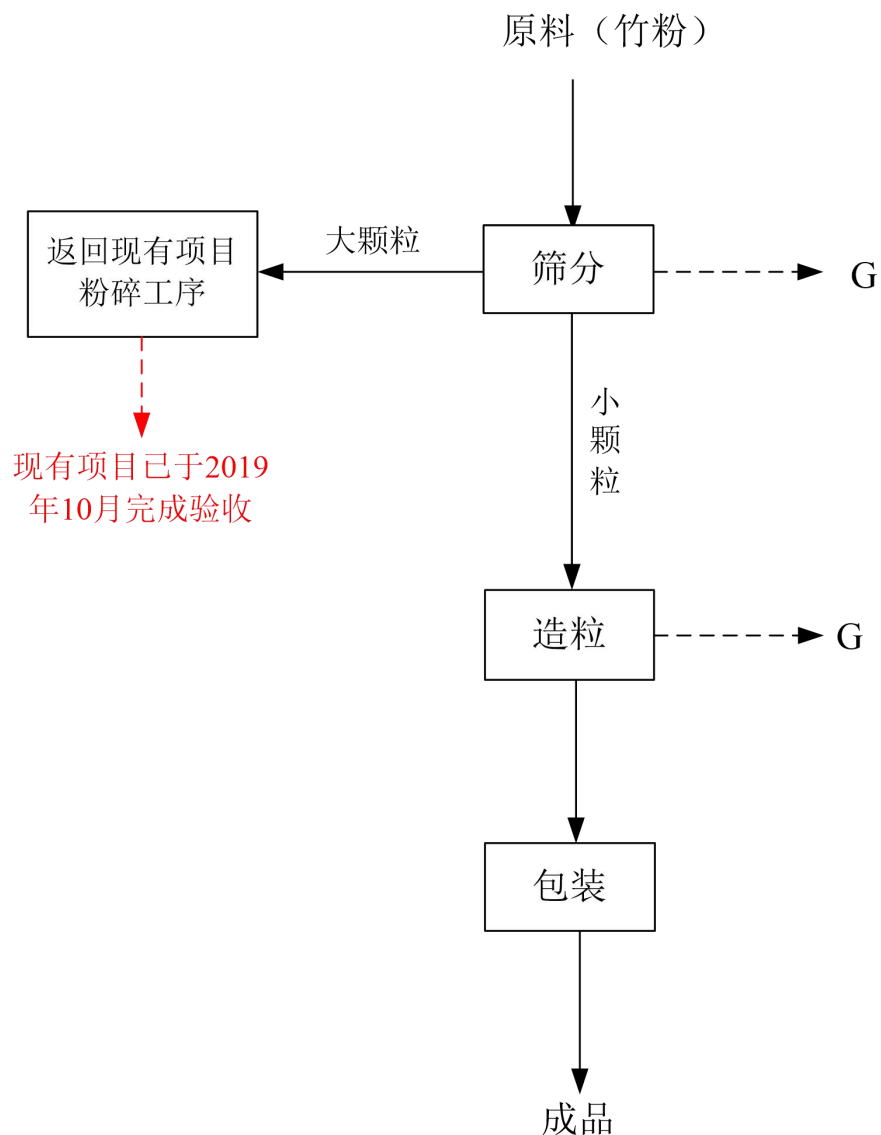 原料（竹粉）
返回现有项目
粉碎工序
大颗粒
筛分
G
小颗粒
现有项目已于2019
年10月完成验收
造粒
G
包装
成品